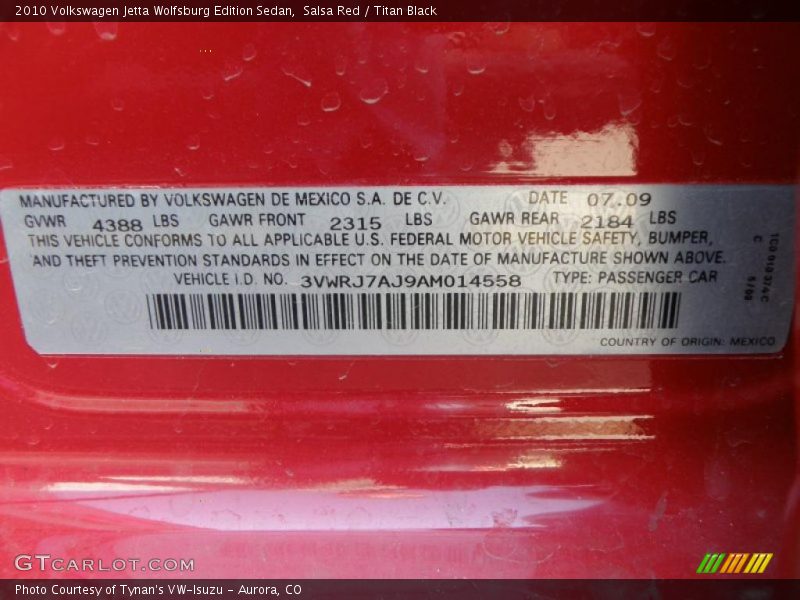 2010 Volkswagen Jetta Wolfsburg Edition Sedan,  Salsa Red / Titan Black
MANUFACTURED BY VOLKSWAGEN DE MEXICO S.A. DE C.V. DATE 07.09
GVWR 4388 LBS GAWR FRONT 2315 LBS GAWR REAR 2184 LBS
THIS VEHICLE CONFORMS TO ALL APPLICABLE U.S. FEDERAL MOTOR VEHICLE SAFETY, BUMPER,
AND THEFT PREVENTION STANDARDS IN EFFECT ON THE DATE OF MANUFACTURE SHOWN ABOVE.
VEHICLE I.D. NO. 3VWRJ7AJ9AM014558 TYPE: PASSENGER CAR
COUNTRY OF ORIGIN: MEXICO
GTCARLOT.COM
Photo Courtesy of Tynan's VW-Isuzu - Aurora, CO